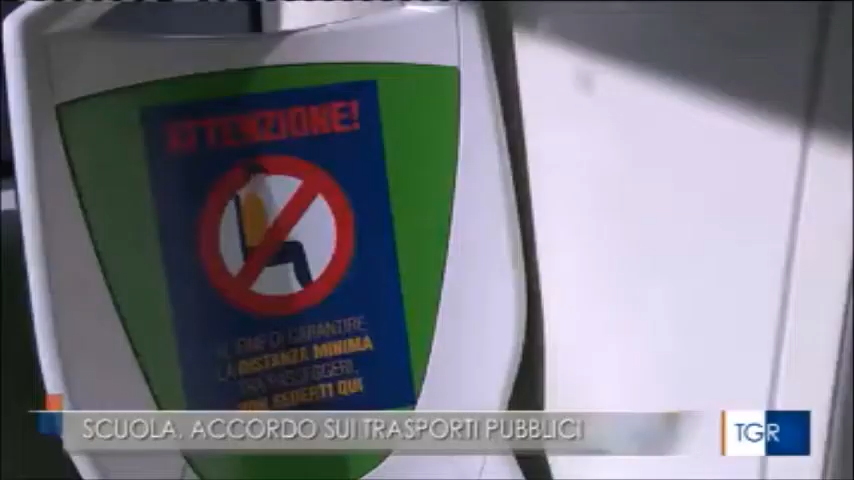 ATTENZIONE!
AL FINE DI GARANTIRE
LA DISTANZA MINIMA
TRA PASSEGGERI,
NON SEDERTI QUI
SCUOLA. ACCORDO SUI TRASPORTI PUBBLICI
TGR